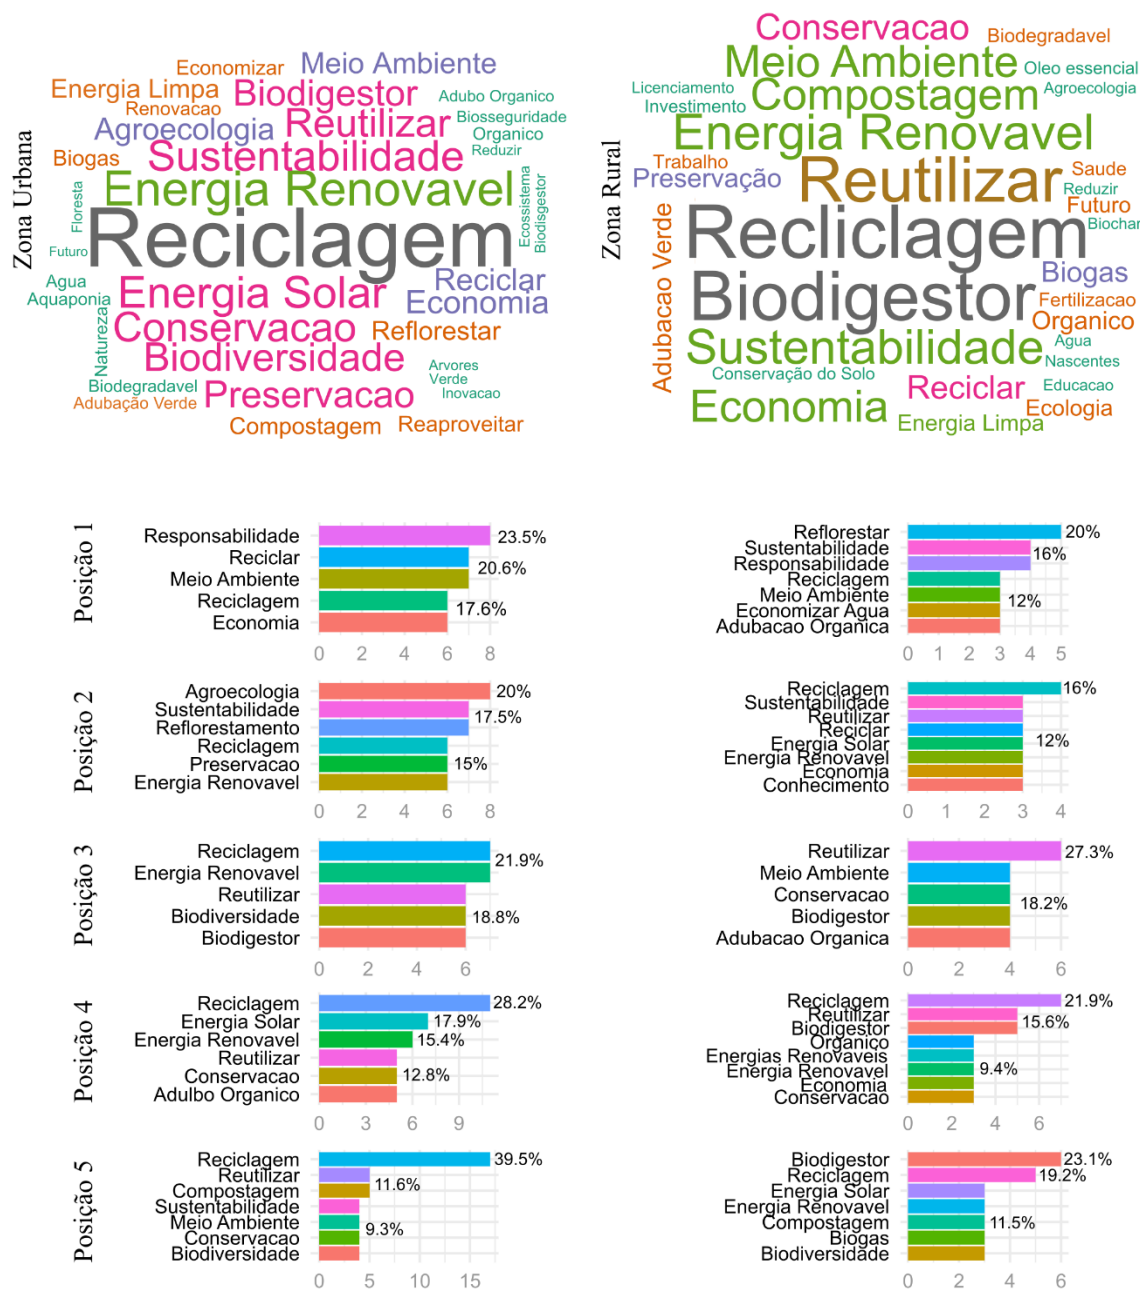 Zona Urbana
Economizar
Meio Ambiente
Energia Limpa
Biodigestor
Adubo Organico
Renovacao
Agroecologia
Reutilizar
Biosseguridade
Organico
Biogas
Sustentabilidade
Reduzir
Floresta
Energia Renovavel
Ecossistema
Biodisgestor
Reciclagem
Futuro
Agua
Aquaponia
Energia Solar
Reciclar
Economia
Natureza
Conservacao
Reflorestar
Biodiversidade
Arvores
Verde
Inovacao
Biodegradavel
Adubação Verde
Preservacao
Compostagem
Reaproveitar
Zona Rural
Conservacao
Biodegradavel
Meio Ambiente
Oleo essencial
Licenciamento
Investimento
Compostagem
Agroecologia
Energia Renovavel
Trabalho
Preservação
Reutilizar
Saude
Reduzir
Futuro
Biochar
Adubacao Verde
Recliclagem
Biogas
Biodigestor
Fertilizacao
Organico
Sustentabilidade
Agua
Nascentes
Conservação do Solo
Reciclar
Educacao
Economia
Ecologia
Energia Limpa
Posição 1
Responsabilidade
Reciclar
Meio Ambiente
Reciclagem
Economia
23.5%
20.6%
17.6%
0 2 4 6 8
Reflorestar
Sustentabilidade
Responsabilidade
Reciclagem
Meio Ambiente
Economizar Agua
Adubacao Organica
20%
16%
12%
0 1 2 3 4 5
Posição 2
Agroecologia
Sustentabilidade
Reflorestamento
Reciclagem
Preservacao
Energia Renovavel
20%
17.5%
15%
0 2 4 6 8
Reciclagem
Sustentabilidade
Reutilizar
Reciclar
Energia Solar
Energia Renovavel
Economia
Conhecimento
16%
12%
0 1 2 3 4
Posição 3
Reciclagem
Energia Renovavel
Reutilizar
Biodiversidade
Biodigestor
21.9%
18.8%
0 2 4 6
Reutilizar
Meio Ambiente
Conservacao
Biodigestor
Adubacao Organica
27.3%
18.2%
0 2 4 6
Posição 4
Reciclagem
Energia Solar
Energia Renovavel
Reutilizar
Conservacao
Adulbo Organico
28.2%
17.9%
15.4%
12.8%
0 3 6 9
Reciclagem
Reutilizar
Biodigestor
Organico
Energias Renovaveis
Energia Renovavel
Economia
Conservacao
21.9%
15.6%
9.4%
0 2 4 6
Posição 5
Reciclagem
Reutilizar
Compostagem
Sustentabilidade
Meio Ambiente
Conservacao
Biodiversidade
39.5%
11.6%
9.3%
0 5 10 15
Biodigestor
Reciclagem
Energia Solar
Energia Renovavel
Compostagem
Biogas
Biodiversidade
23.1%
19.2%
11.5%
0 2 4 6